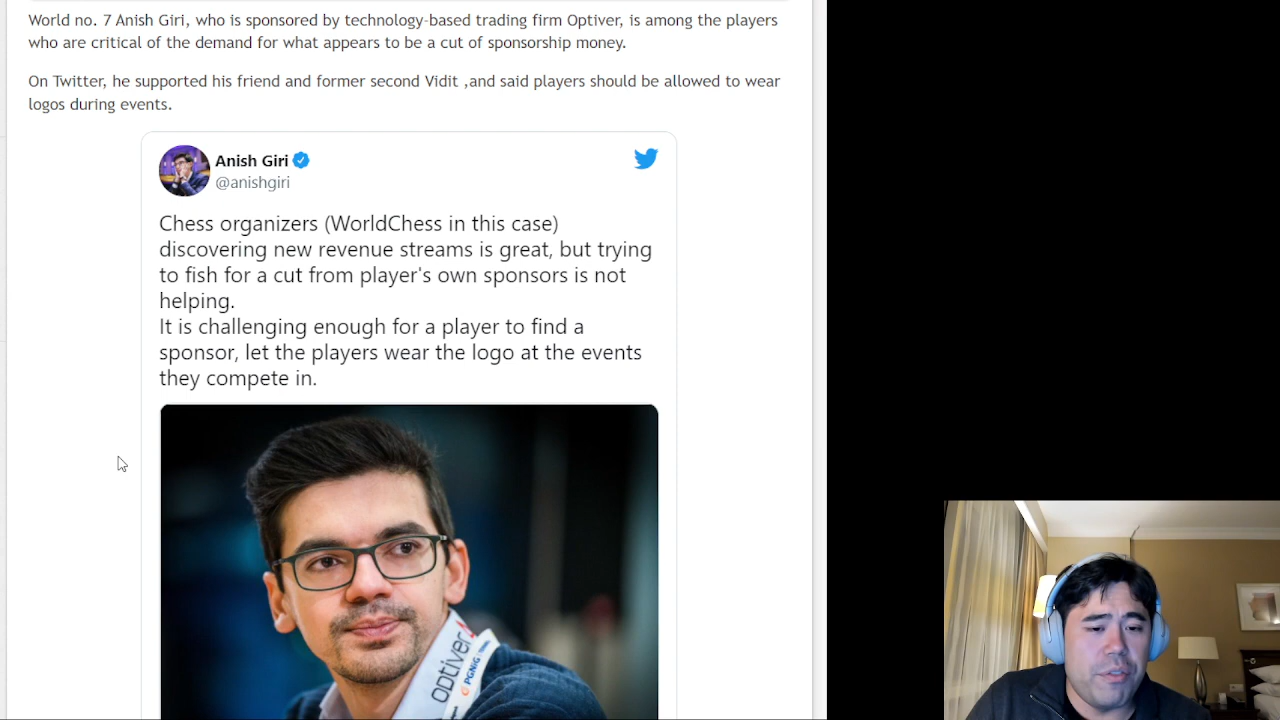 World no. 7 Anish Giri, who is sponsored by technology-based trading firm Optiver, is among the players
who are critical of the demand for what appears to be a cut of sponsorship money.
On Twitter, he supported his friend and former second Vidit ,and said players should be allowed to wear
logos during events.
Anish Giri
@anishgiri
Chess organizers (WorldChess in this case)
discovering new revenue streams is great, but trying
to fish for a cut from player's own sponsors is not
helping.
It is challenging enough for a player to find a
sponsor, let the players wear the logo at the events
they compete in.
optiver
PGNiG